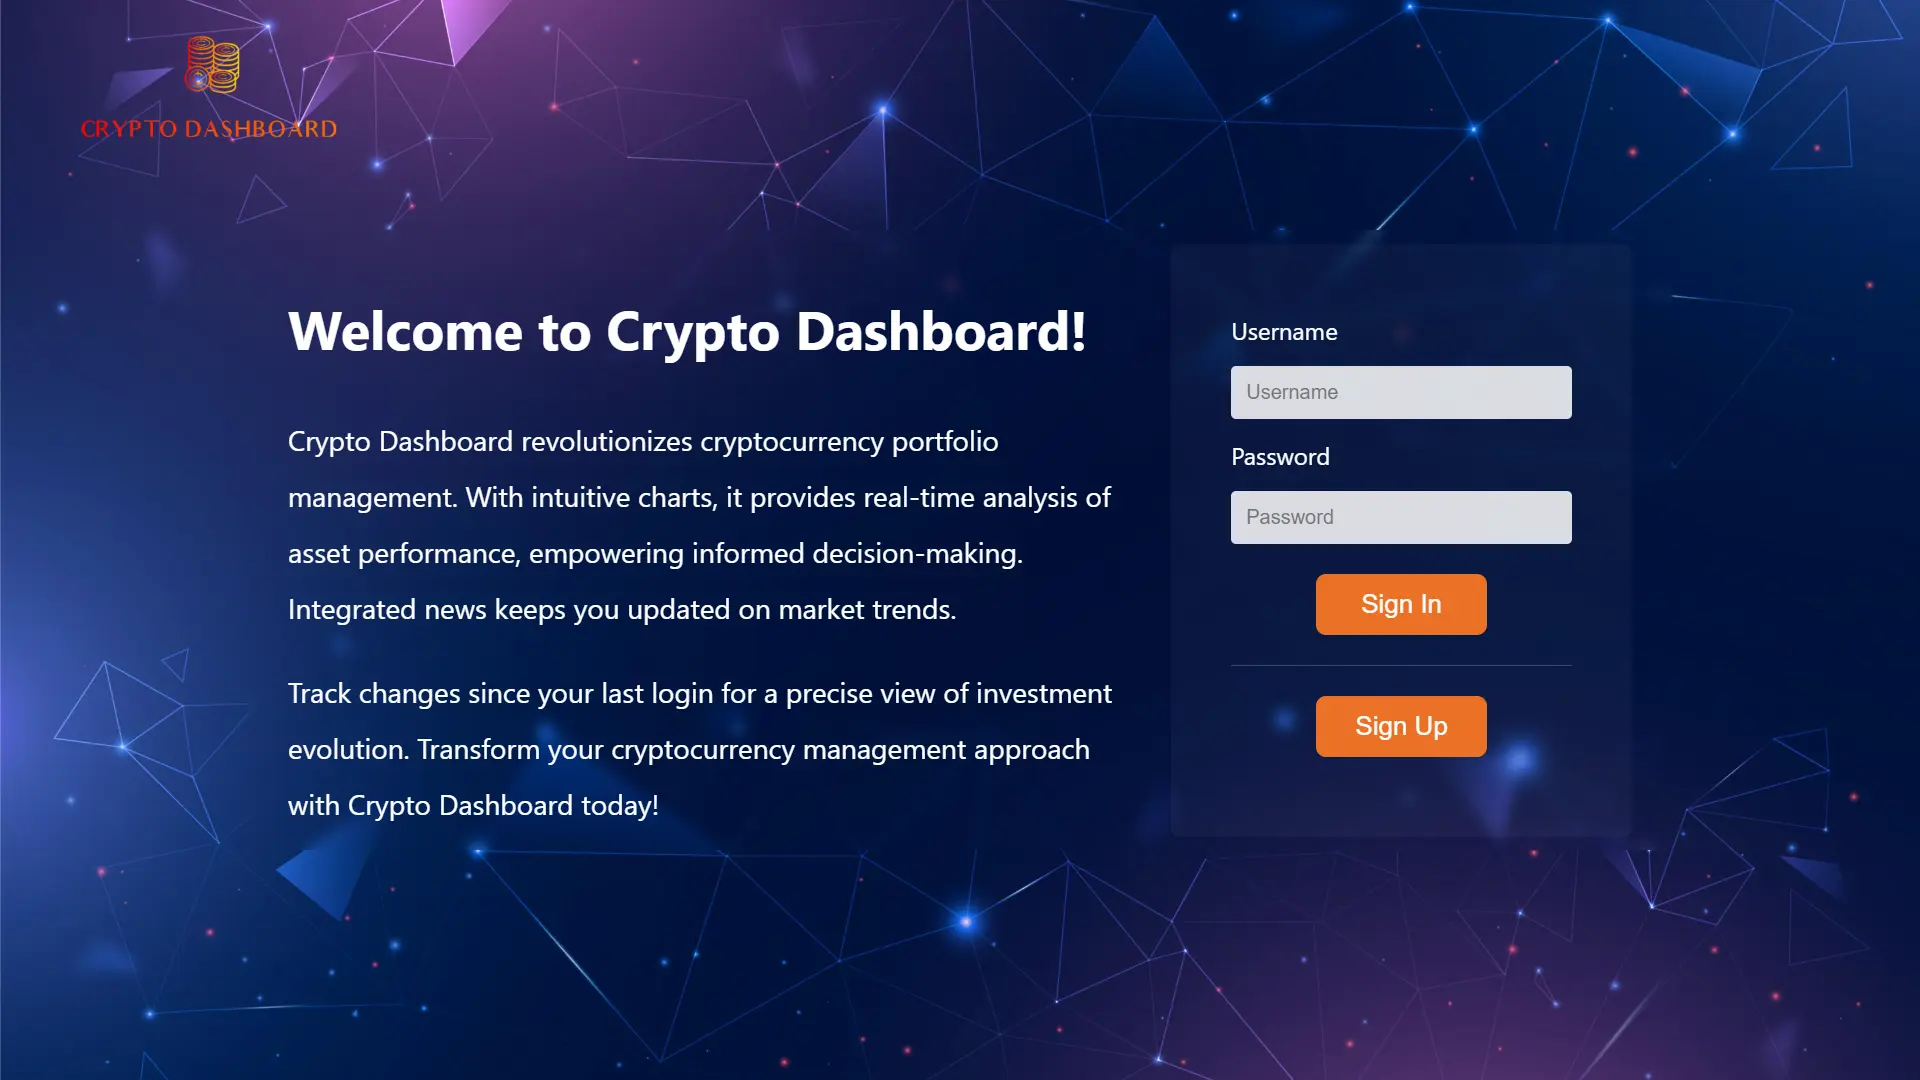 CRYPTO DASHBOARD
Welcome to Crypto Dashboard!
Crypto Dashboard revolutionizes cryptocurrency portfolio
management. With intuitive charts, it provides real-time analysis of
asset performance, empowering informed decision-making.
Integrated news keeps you updated on market trends.
Track changes since your last login for a precise view of investment
evolution. Transform your cryptocurrency management approach
with Crypto Dashboard today!
Username
Username
Password
Password
Sign In
Sign Up